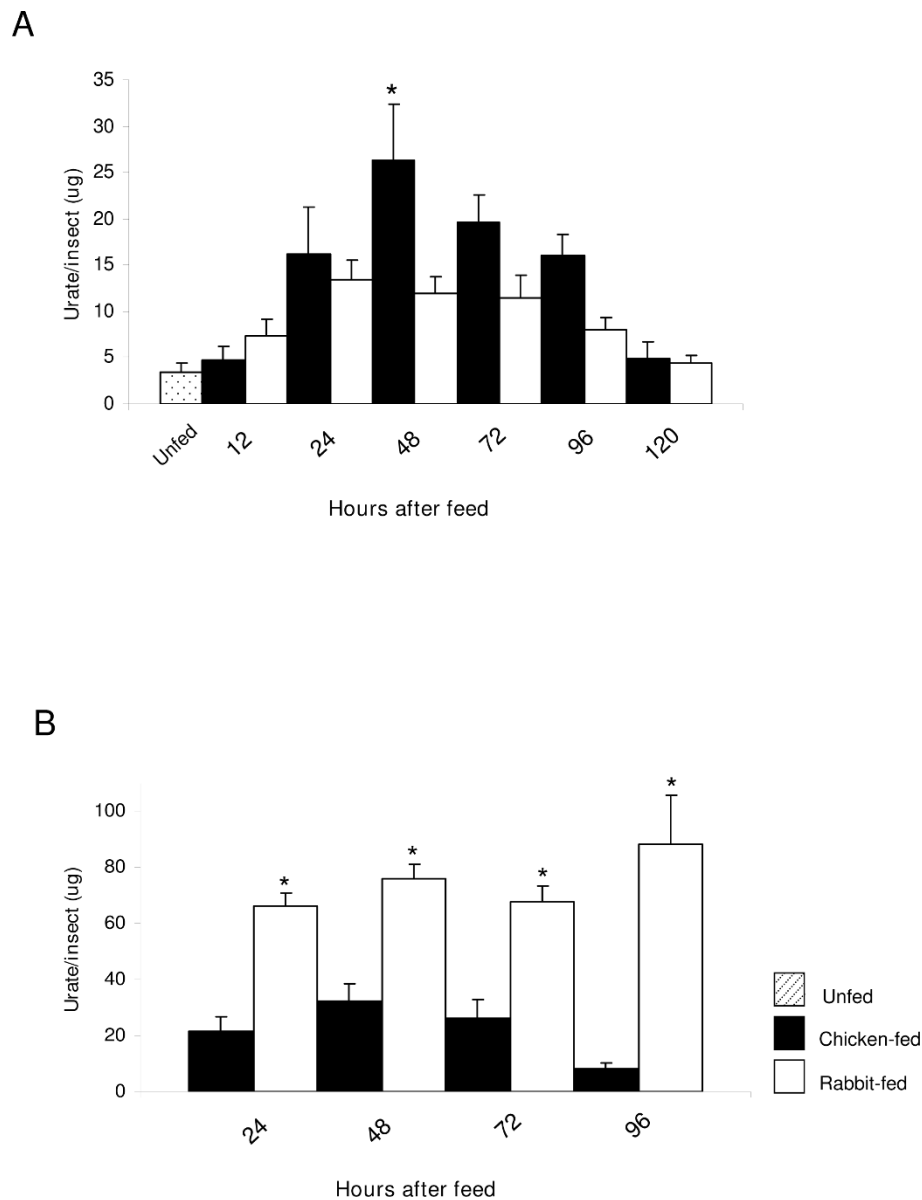 A
35
30
25
20
15
10
5
0
Urate/insect (ug)
*
Unfed 12 24 48 72 96 120
Hours after feed
B
100
80
60
40
20
0
Urate/insect (ug)
* * * *
24 48 72 96
Hours after feed
Unfed
Chicken-fed
Rabbit-fed